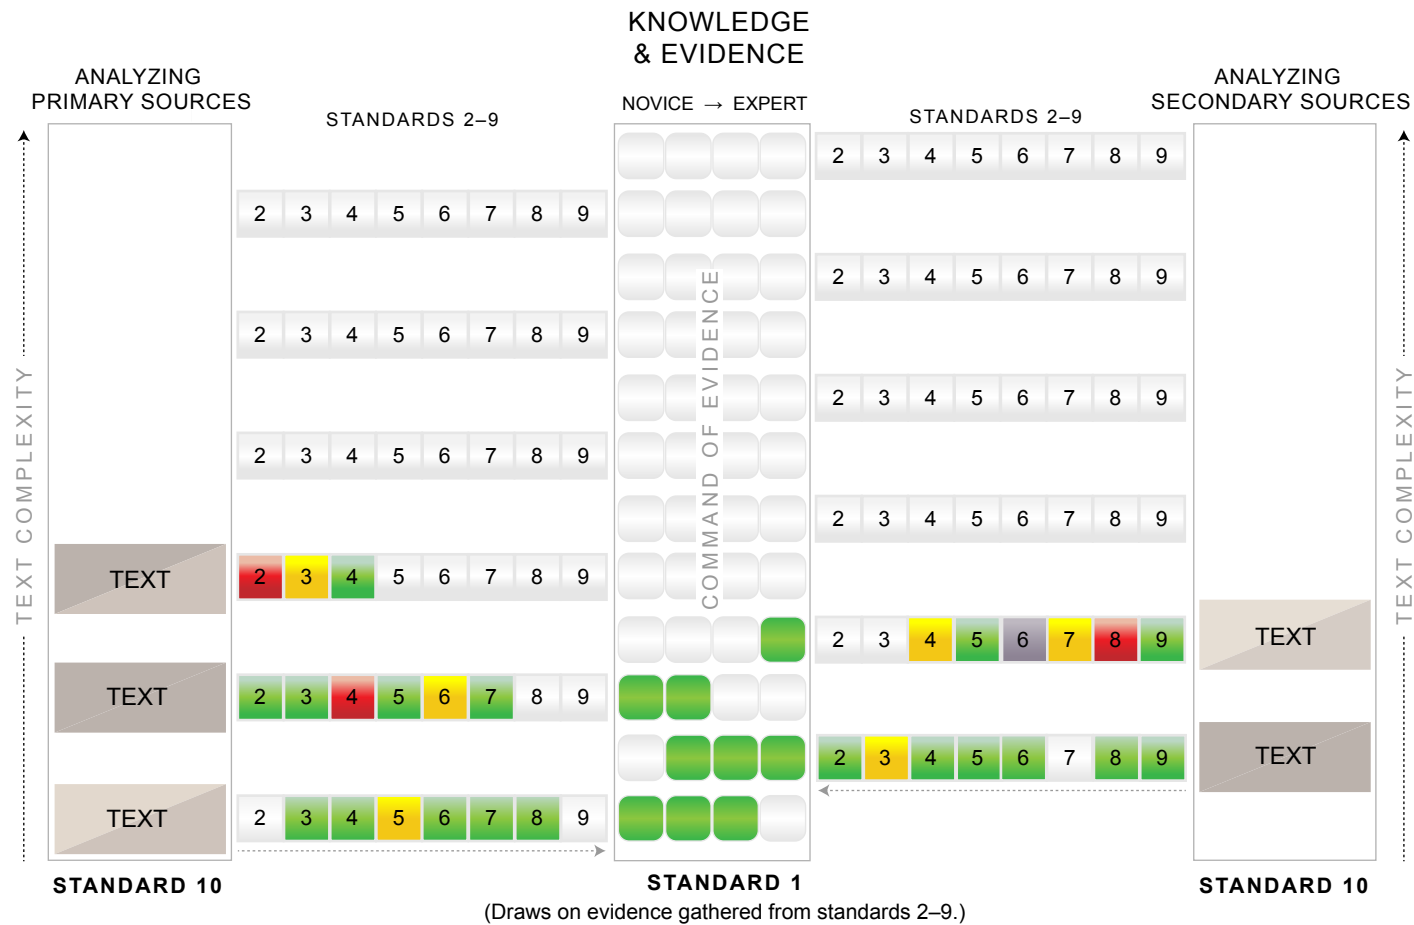 KNOWLEDGE
& EVIDENCE
ANALYZING
PRIMARY SOURCES
ANALYZING
SECONDARY SOURCES
STANDARDS 2–9
NOVICE → EXPERT
STANDARDS 2–9
2 3 4 5 6 7 8 9
2 3 4 5 6 7 8 9
2 3 4 5 6 7 8 9
2 3 4 5 6 7 8 9
2 3 4 5 6 7 8 9
2 3 4 5 6 7 8 9
2 3 4 5 6 7 8 9
TEXT 2 3 4 5 6 7 8 9
2 3 4 5 6 7 8 9 TEXT
TEXT 2 3 4 5 6 7 8 9
2 3 4 5 6 7 8 9 TEXT
TEXT 2 3 4 5 6 7 8 9
TEXT COMPLEXITY
COMMAND OF EVIDENCE
TEXT COMPLEXITY
STANDARD 10
STANDARD 1
STANDARD 10
(Draws on evidence gathered from standards 2–9.)